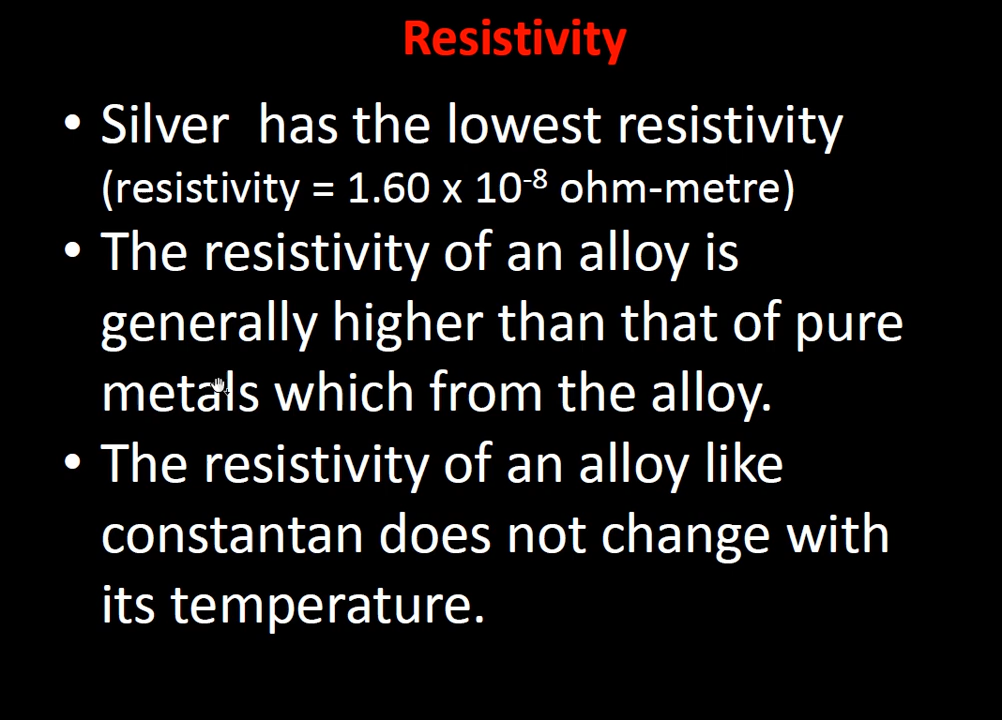 Resistivity
• Silver has the lowest resistivity
(resistivity = 1.60 x 10⁻⁸ ohm-metre)
• The resistivity of an alloy is
generally higher than that of pure
metals which from the alloy.
• The resistivity of an alloy like
constantan does not change with
its temperature.